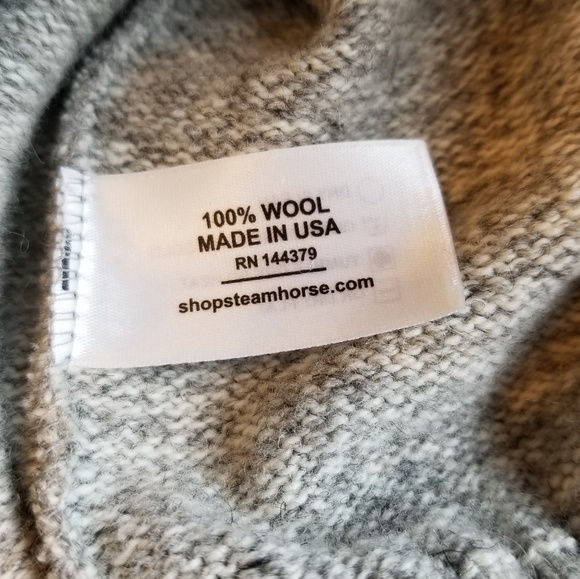 100% WOOL
MADE IN USA
RN 144379
shopsteamhorse.com